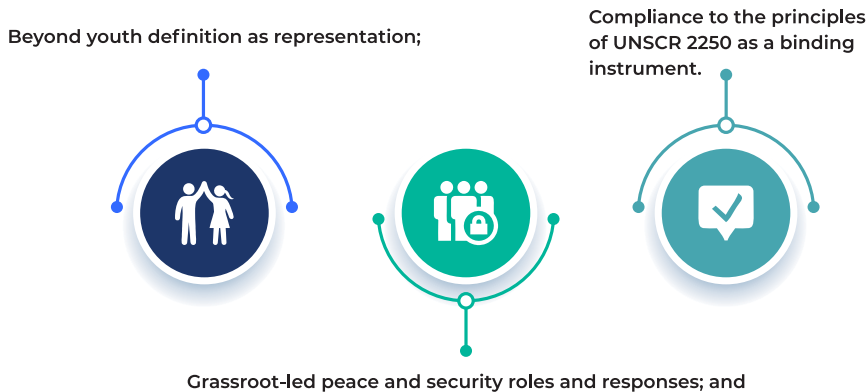 Beyond youth definition as representation;
Grassroot-led peace and security roles and responses; and
Compliance to the principles
of UNSCR 2250 as a binding
instrument.